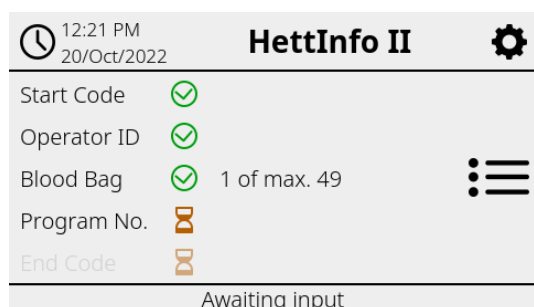 12:21 PM
20/Oct/2022
HettInfo II
Start Code
Operator ID
Blood Bag 1 of max. 49
Program No.
End Code
Awaiting input